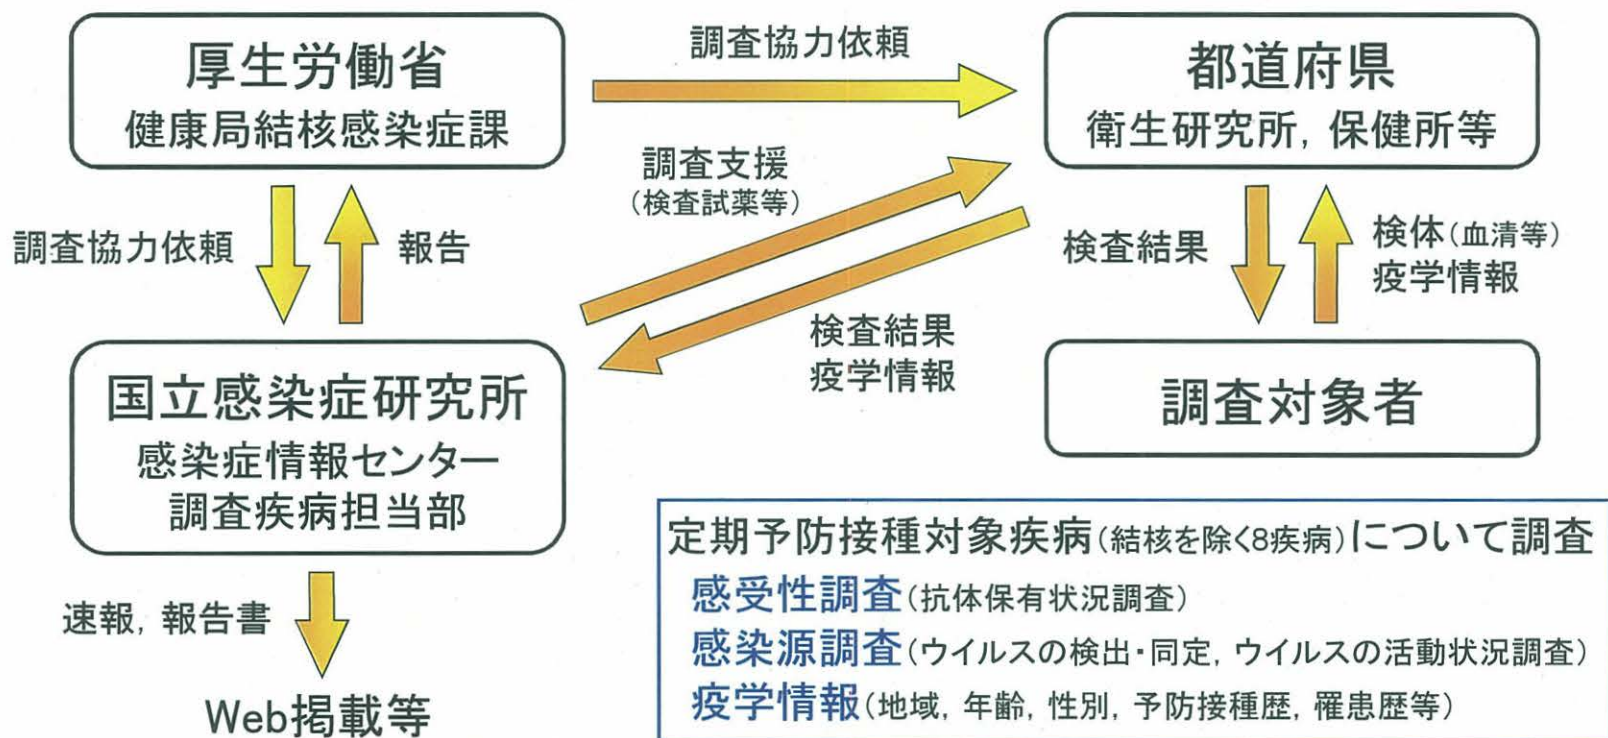 厚生労働省
健康局結核感染症課
調査協力依頼
都道府県
衛生研究所, 保健所等
調査支援
(検査試薬等)
調査協力依頼
報告
検査結果
疫学情報
検査結果
検体(血清等)
疫学情報
国立感染症研究所
感染症情報センター
調査疾病担当部
調査対象者
速報, 報告書
Web掲載等
定期予防接種対象疾病(結核を除く8疾病)について調査
感受性調査(抗体保有状況調査)
感染源調査(ウイルスの検出・同定, ウイルスの活動状況調査)
疫学情報(地域, 年齢, 性別, 予防接種歴, 罹患歴等)